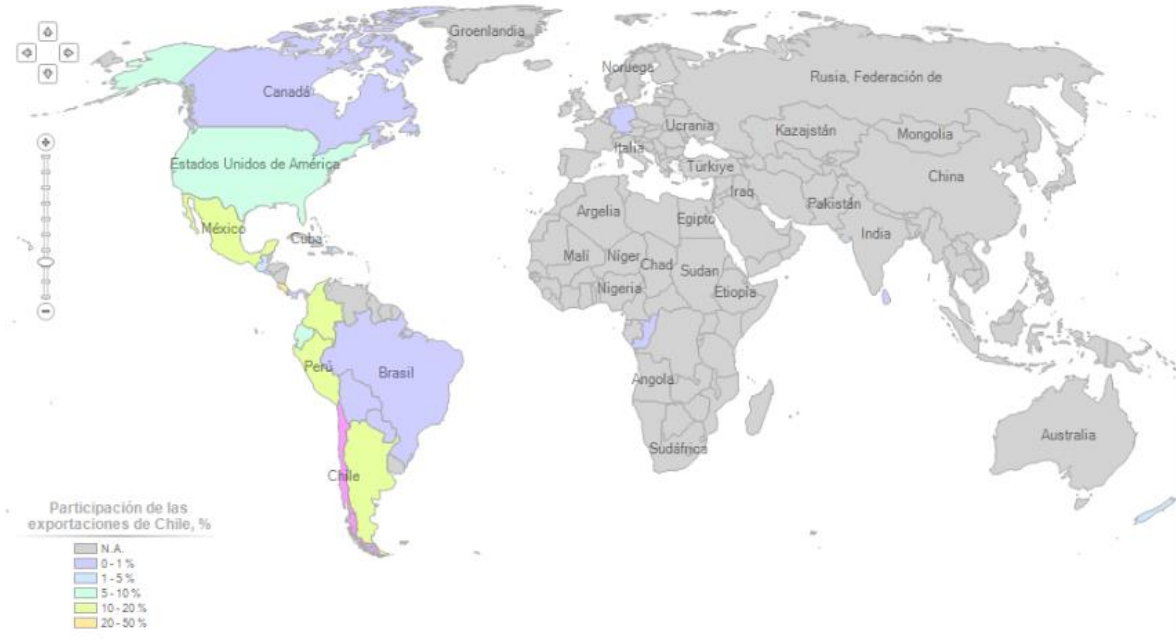 Groenlandia
Noruega
Rusia, Federación de
Canadá
Ucrania
Kazajstán
Mongolia
Italia
Estados Unidos de América
Türkiye
China
Iraq
Pakistán
Argelia
Egipto
México
Cuba
India
Malí
Níger
Chad
Sudan
Nigeria
Etiopía
Perú
Brasil
Angola
Australia
Sudáfrica
Chile
Participación de las
exportaciones de Chile, %
N.A.
0 - 1 %
1 - 5 %
5 - 10 %
10 - 20 %
20 - 50 %